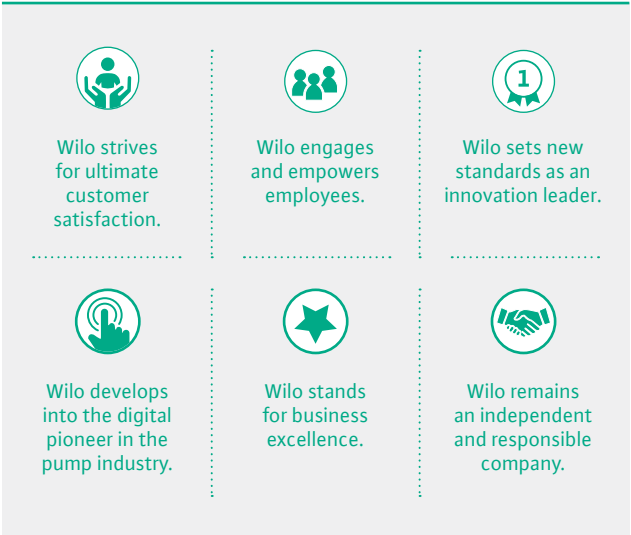 Wilo strives
for ultimate
customer
satisfaction.
Wilo engages
and empowers
employees.
1
Wilo sets new
standards as an
innovation leader.
Wilo develops
into the digital
pioneer in the
pump industry.
Wilo stands
for business
excellence.
Wilo remains
an independent
and responsible
company.